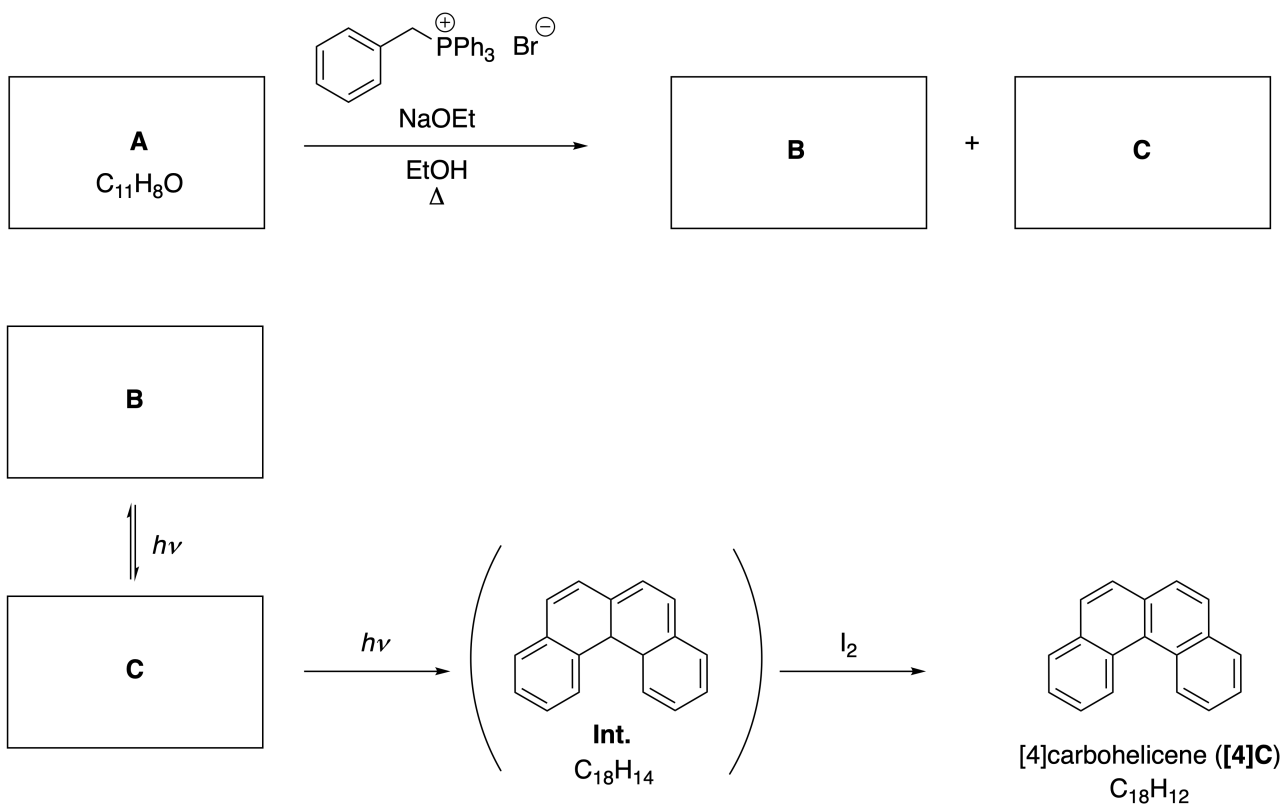 ⊕
PPh₃ Br⊖
NaOEt
EtOH
Δ
A
C₁₁H₈O
B
+
C
B
hν
C
hν
I₂
Int.
C₁₈H₁₄
[4]carbohelicene ([4]C)
C₁₈H₁₂